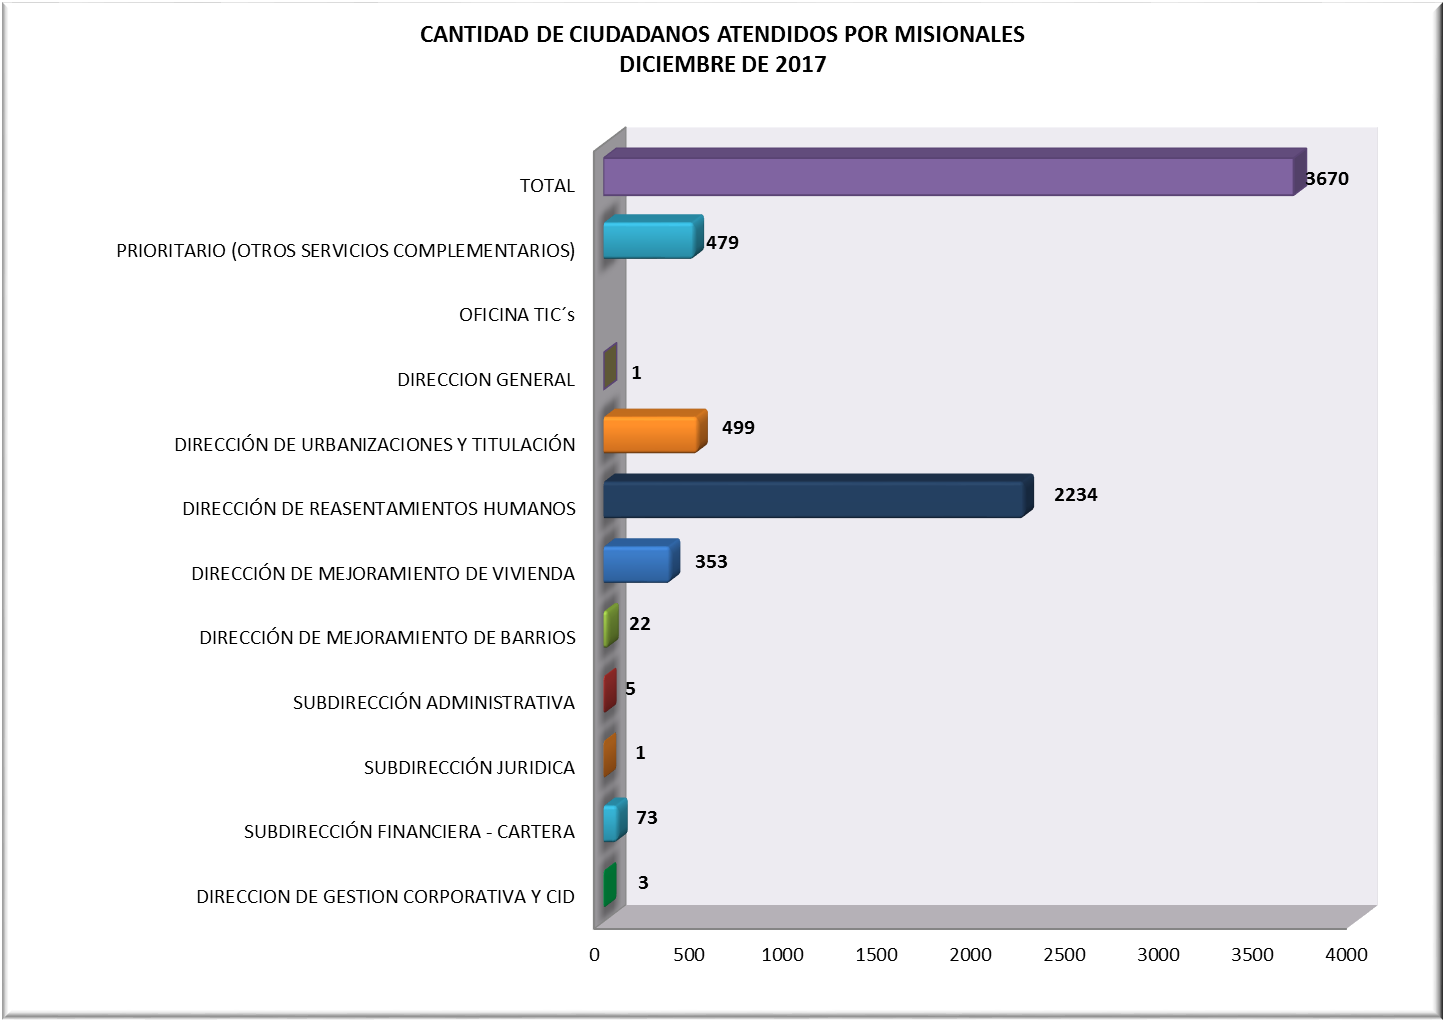 CANTIDAD DE CIUDADANOS ATENDIDOS POR MISIONALES
DICIEMBRE DE 2017
TOTAL 3670
PRIORITARIO (OTROS SERVICIOS COMPLEMENTARIOS) 479
OFICINA TIC´s
DIRECCION GENERAL 1
DIRECCIÓN DE URBANIZACIONES Y TITULACIÓN 499
DIRECCIÓN DE REASENTAMIENTOS HUMANOS 2234
DIRECCIÓN DE MEJORAMIENTO DE VIVIENDA 353
DIRECCIÓN DE MEJORAMIENTO DE BARRIOS 22
SUBDIRECCIÓN ADMINISTRATIVA 5
SUBDIRECCIÓN JURIDICA 1
SUBDIRECCIÓN FINANCIERA - CARTERA 73
DIRECCION DE GESTION CORPORATIVA Y CID 3
0 500 1000 1500 2000 2500 3000 3500 4000